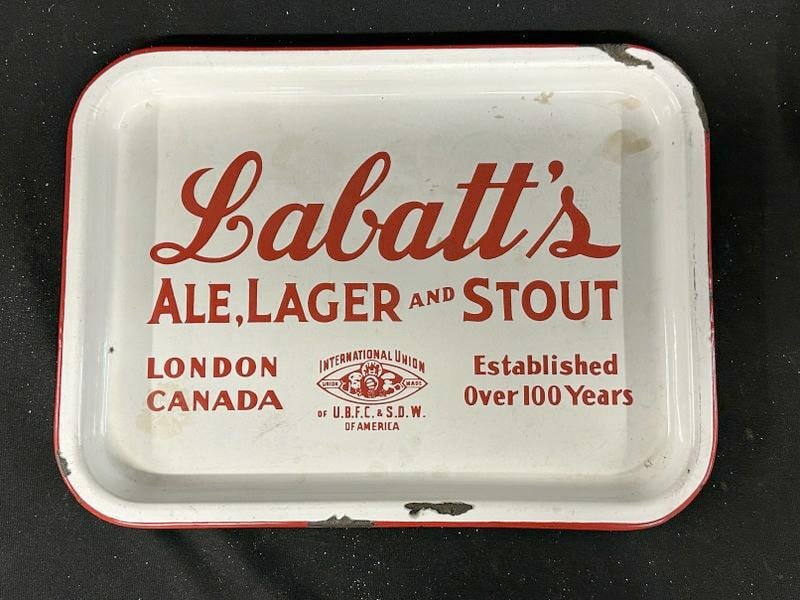 Labatt's
ALE, LAGER AND STOUT
LONDON
CANADA
INTERNATIONAL UNION
UNION MADE
OF U.B.F.C. & S.D.W.
OF AMERICA
Established
Over 100 Years